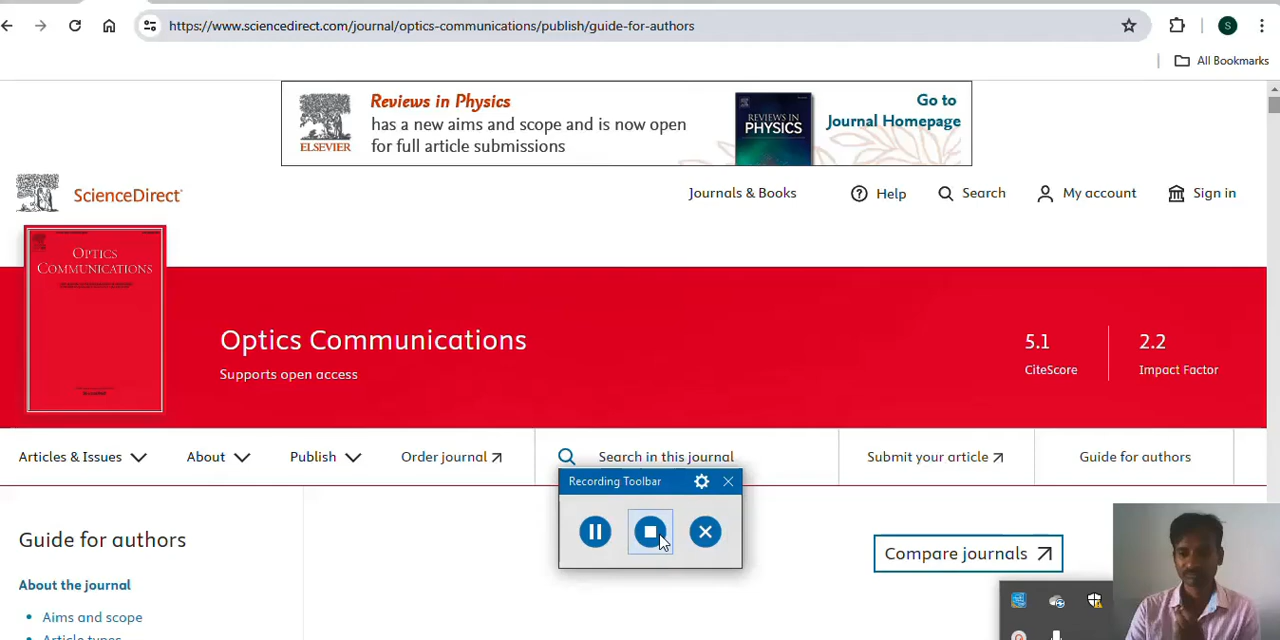 https://www.sciencedirect.com/journal/optics-communications/publish/guide-for-authors
S
All Bookmarks
ELSEVIER
Reviews in Physics
has a new aims and scope and is now open
for full article submissions
REVIEWS IN
PHYSICS
Go to
Journal Homepage
ScienceDirect
Journals & Books
Help
Search
My account
Sign in
OPTICS
COMMUNICATIONS
Optics Communications
Supports open access
5.1
CiteScore
2.2
Impact Factor
Articles & Issues
About
Publish
Order journal
Search in this journal
Submit your article
Guide for authors
Recording Toolbar
Guide for authors
Compare journals
About the journal
• Aims and scope
• Article types